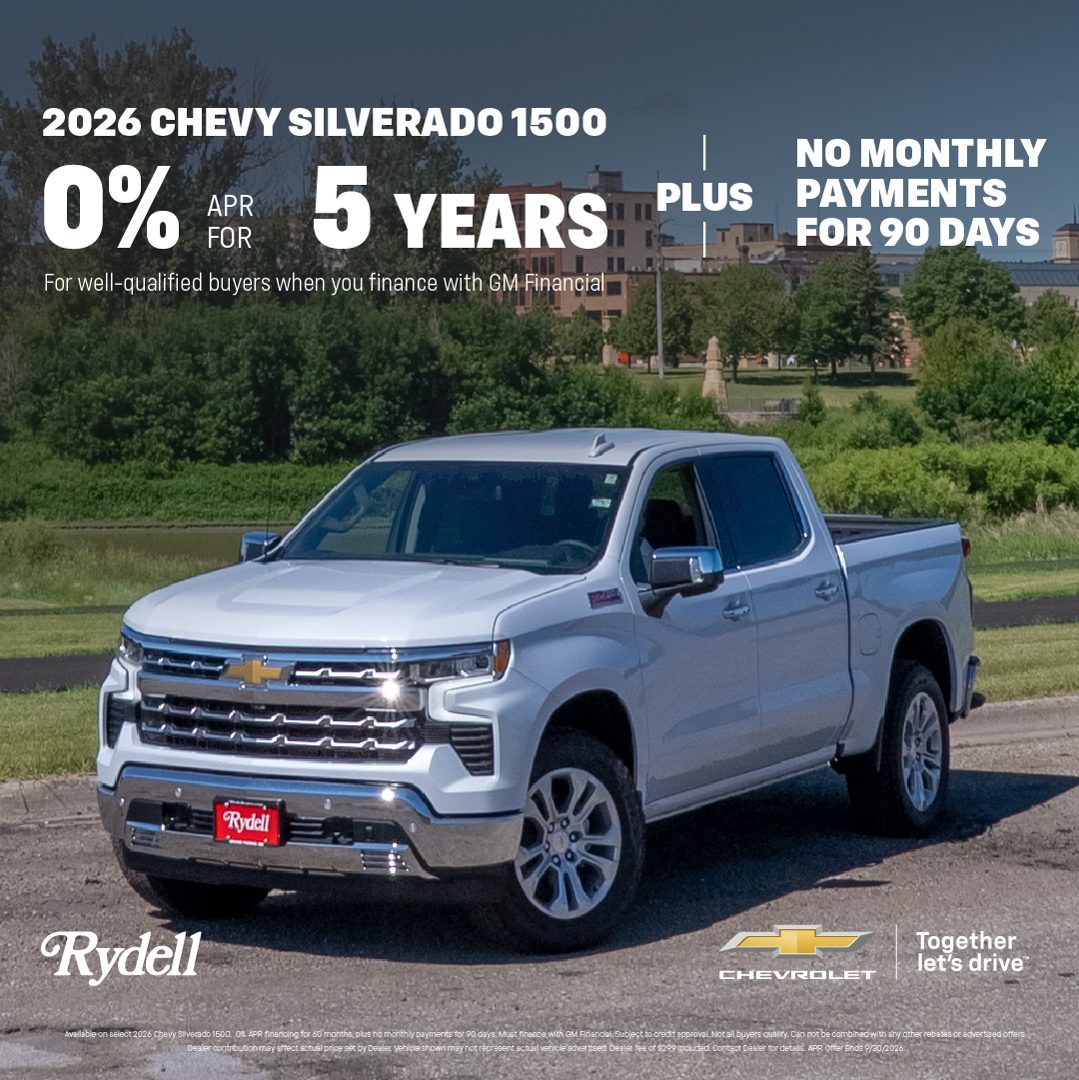 2026 CHEVY SILVERADO 1500
0% APR FOR 5 YEARS
For well-qualified buyers when you finance with GM Financial
PLUS
NO MONTHLY
PAYMENTS
FOR 90 DAYS
Rydell
Rydell
CHEVROLET
Together
let's drive™
Available on select 2026 Chevy Silverado 1500. 0% APR financing for 60 months, plus no monthly payments for 90 days. Must finance with GM Financial. Subject to credit approval. Not all buyers qualify. Can not be combined with any other rebates or advertised offers.
Dealer contribution may affect actual price set by Dealer. Vehicle shown may not represent actual vehicle advertised. Dealer fee of $299 included. Contact Dealer for details. APR Offer Ends 9/30/2026.